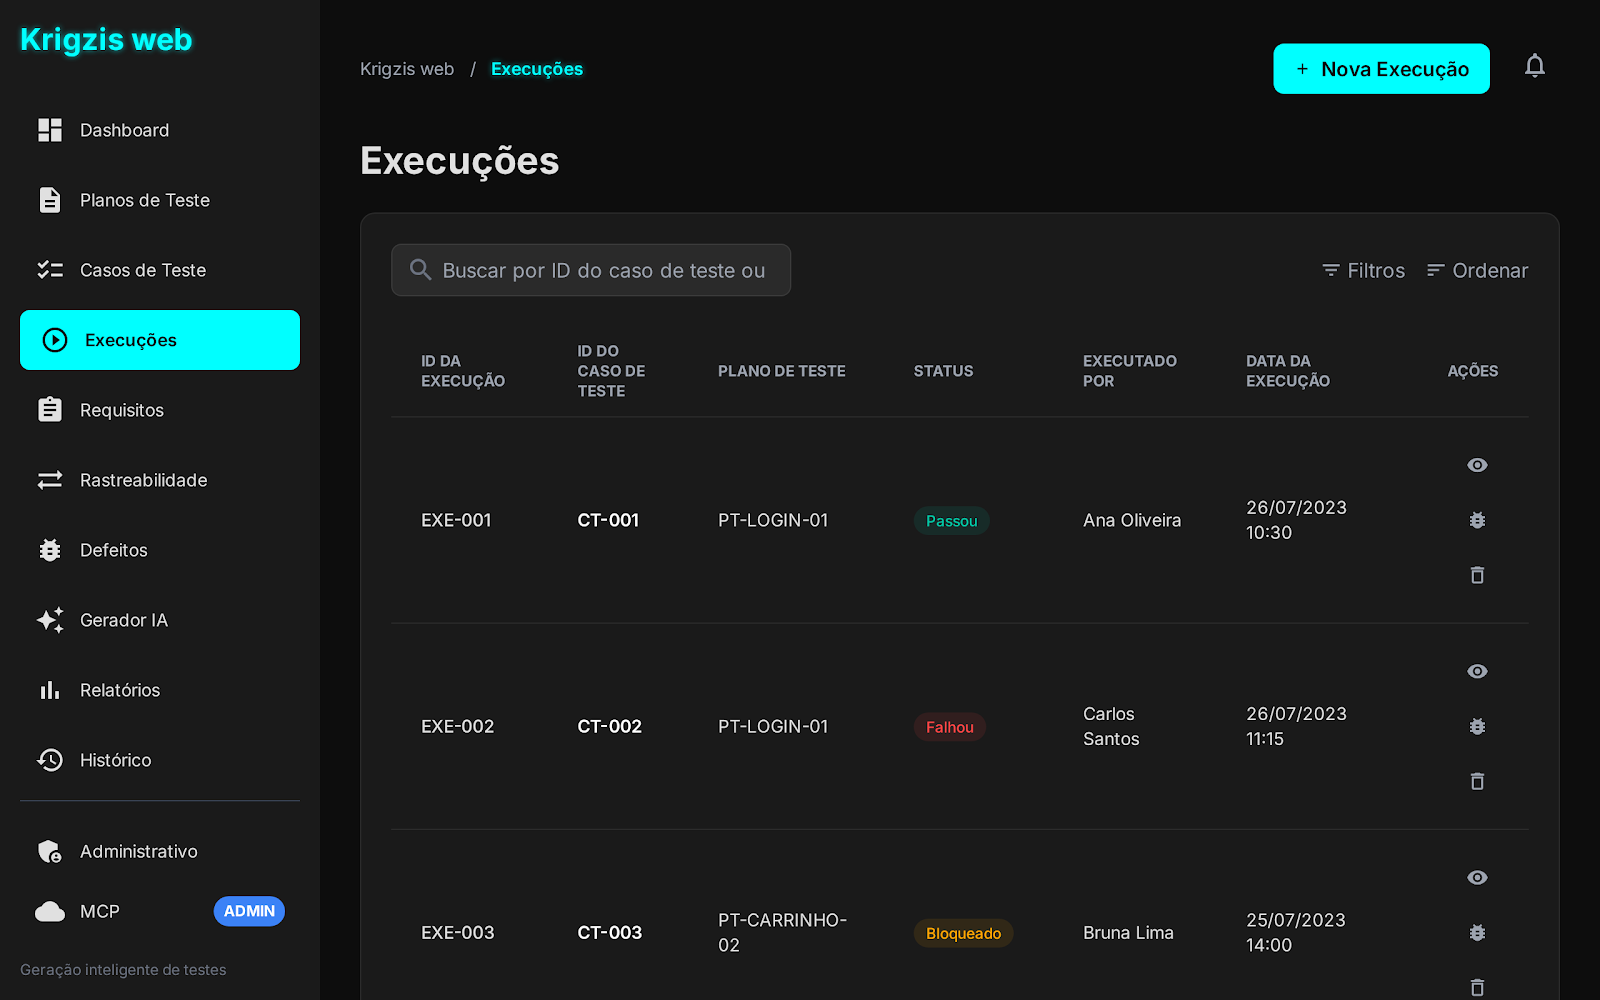 Krigzis web
Dashboard
Planos de Teste
Casos de Teste
Execuções
Requisitos
Rastreabilidade
Defeitos
Gerador IA
Relatórios
Histórico
Administrativo
MCP
ADMIN
Geração inteligente de testes
Krigzis web / Execuções
+ Nova Execução
Execuções
Buscar por ID do caso de teste ou
Filtros
Ordenar
ID DA
EXECUÇÃO
ID DO
CASO DE
TESTE
PLANO DE TESTE
STATUS
EXECUTADO
POR
DATA DA
EXECUÇÃO
AÇÕES
EXE-001
CT-001
PT-LOGIN-01
Passou
Ana Oliveira
26/07/2023
10:30
EXE-002
CT-002
PT-LOGIN-01
Falhou
Carlos
Santos
26/07/2023
11:15
EXE-003
CT-003
PT-CARRINHO-
02
Bloqueado
Bruna Lima
25/07/2023
14:00